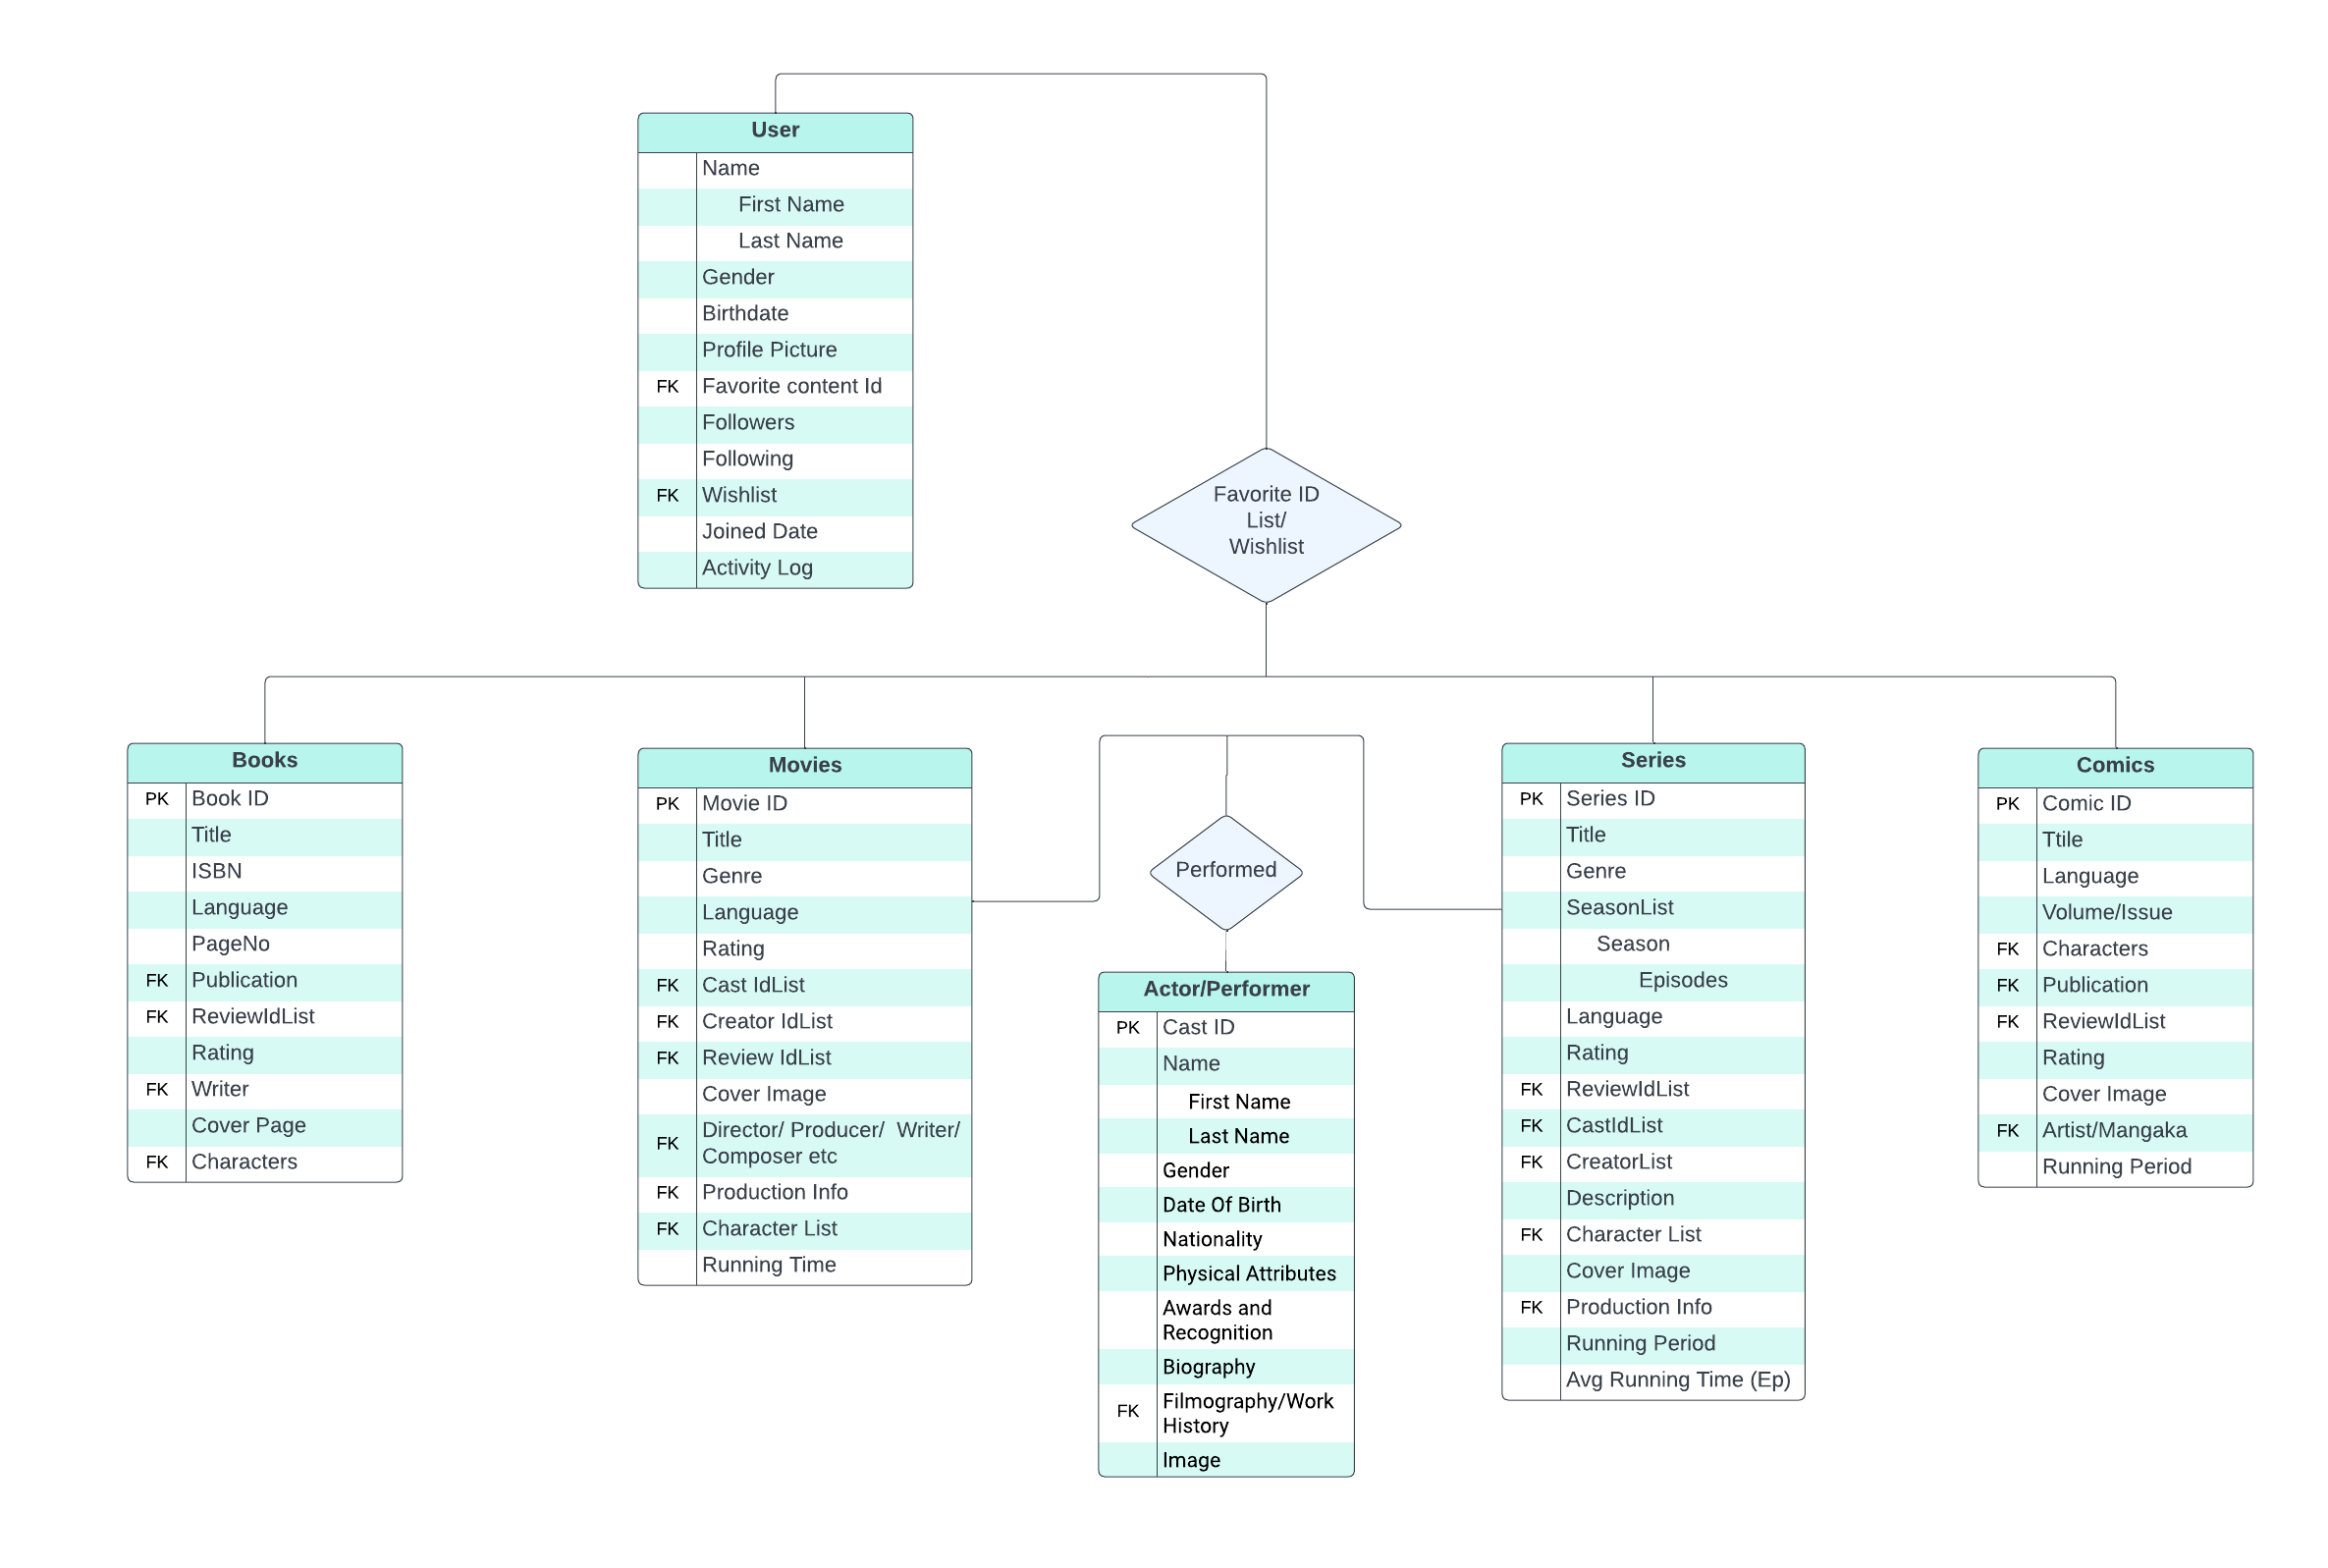 User
Name
First Name
Last Name
Gender
Birthdate
Profile Picture
FK Favorite content Id
Followers
Following
FK Wishlist
Joined Date
Activity Log
Favorite ID
List/
Wishlist
Books
PK Book ID
Title
ISBN
Language
PageNo
FK Publication
FK ReviewIdList
Rating
FK Writer
Cover Page
FK Characters
Movies
PK Movie ID
Title
Genre
Language
Rating
FK Cast IdList
FK Creator IdList
FK Review IdList
Cover Image
FK Director/ Producer/ Writer/
Composer etc
FK Production Info
FK Character List
Running Time
Performed
Actor/Performer
PK Cast ID
Name
First Name
Last Name
Gender
Date Of Birth
Nationality
Physical Attributes
Awards and
Recognition
Biography
FK Filmography/Work
History
Image
Series
PK Series ID
Title
Genre
SeasonList
Season
Episodes
Language
Rating
FK ReviewIdList
FK CastIdList
FK CreatorList
Description
FK Character List
Cover Image
FK Production Info
Running Period
Avg Running Time (Ep)
Comics
PK Comic ID
Ttile
Language
Volume/Issue
FK Characters
FK Publication
FK ReviewIdList
Rating
Cover Image
FK Artist/Mangaka
Running Period